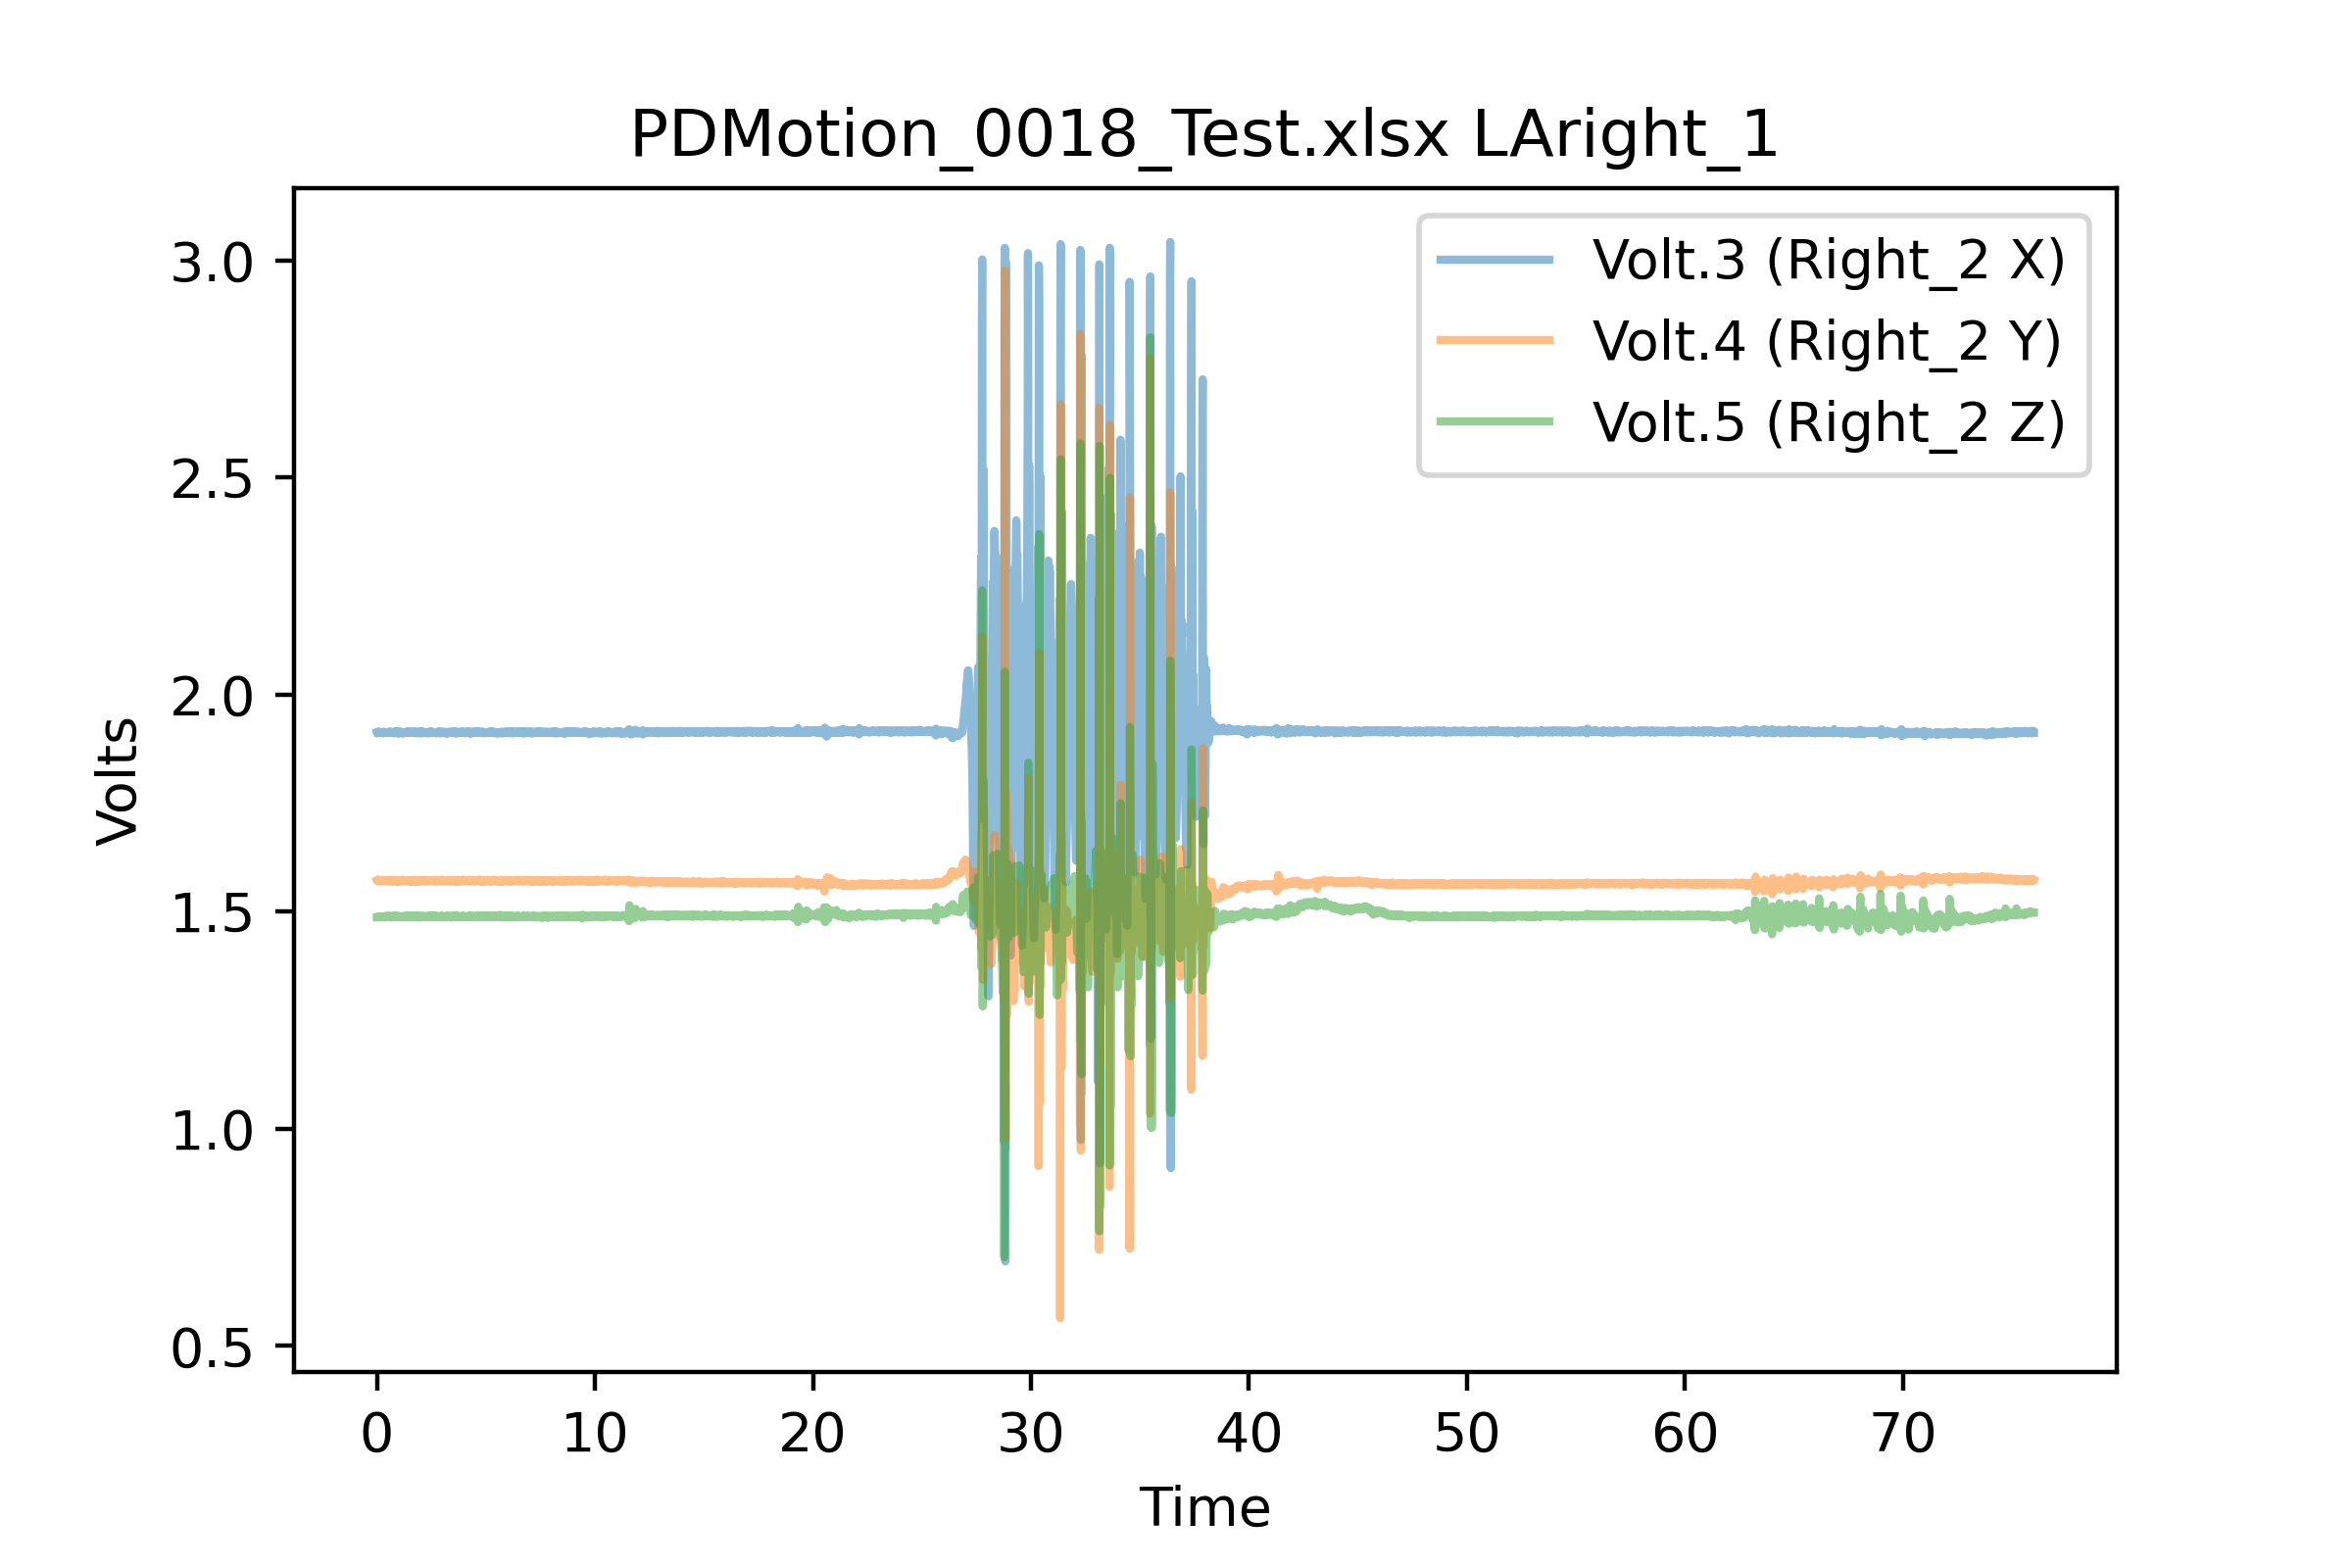 PDMotion_0018_Test.xlsx LAright_1
Volt.3 (Right_2 X)
Volt.4 (Right_2 Y)
Volt.5 (Right_2 Z)
Volts
3.0
2.5
2.0
1.5
1.0
0.5
0 10 20 30 40 50 60 70
Time